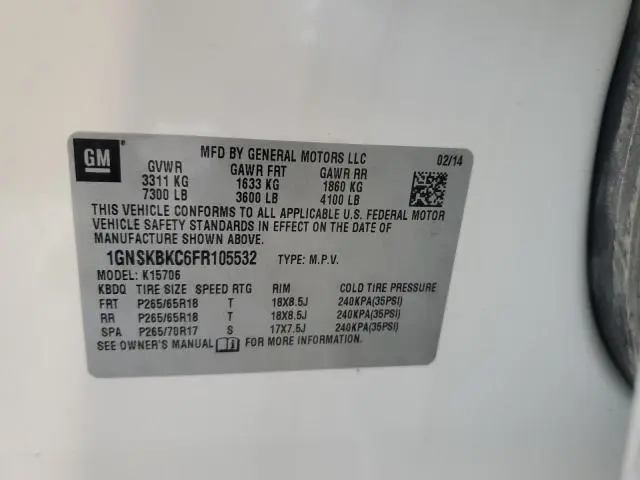 GM
MFD BY GENERAL MOTORS LLC 02/14
GVWR GAWR FRT GAWR RR
3311 KG 1633 KG 1860 KG
7300 LB 3600 LB 4100 LB
THIS VEHICLE CONFORMS TO ALL APPLICABLE U.S. FEDERAL MOTOR
VEHICLE SAFETY STANDARDS IN EFFECT ON THE DATE OF
MANUFACTURE SHOWN ABOVE.
1GNSKBKC6FR105532 TYPE: M.P.V.
MODEL: K15706
KBDQ TIRE SIZE SPEED RTG RIM COLD TIRE PRESSURE
FRT P265/65R18 T 18X8.5J 240KPA(35PSI)
RR P265/65R18 T 18X8.5J 240KPA(35PSI)
SPA P265/70R17 S 17X7.5J 240KPA(35PSI)
SEE OWNER'S MANUAL FOR MORE INFORMATION.